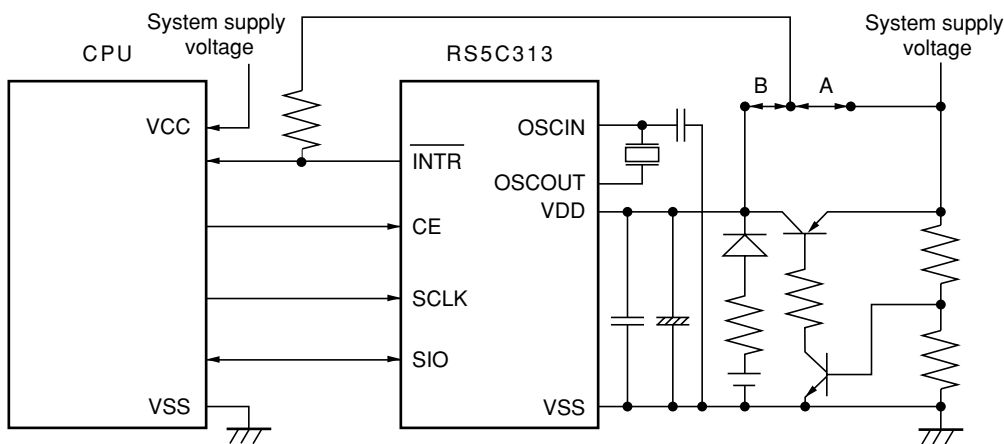 System supply
voltage
System supply
voltage
CPU
RS5C313
B
A
VCC
OSCIN
INTR
OSCOUT
VDD
CE
SCLK
SIO
VSS
VSS